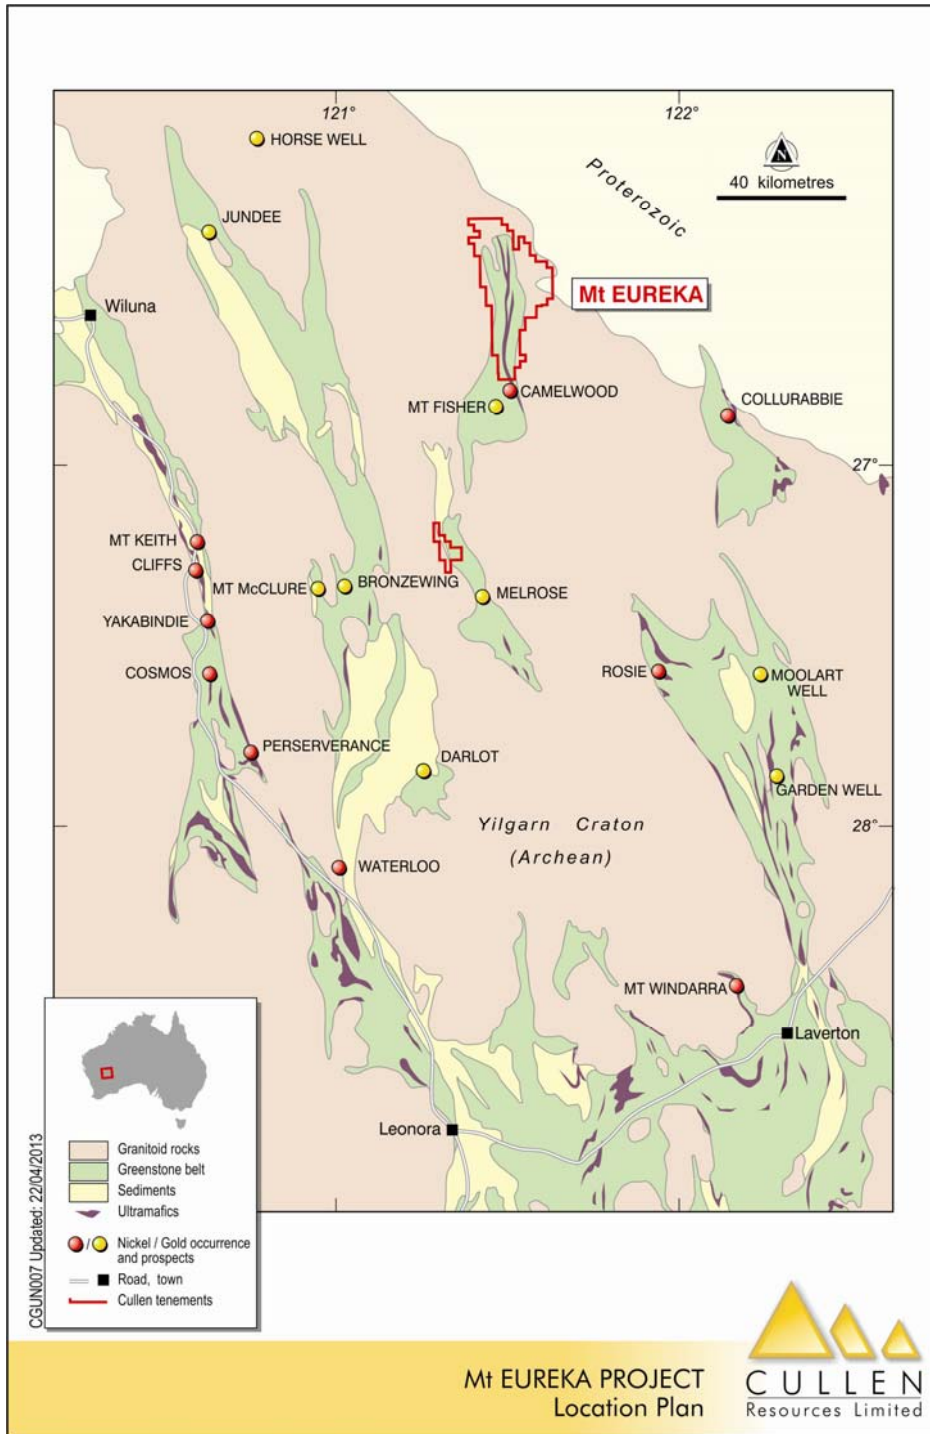 121°
122°
HORSE WELL
N
40 kilometres
Proterozoic
JUNDEE
Mt EUREKA
Wiluna
CAMELWOOD
MT FISHER
COLLURABBIE
27°
MT KEITH
CLIFFS
MT McCLURE
BRONZEWING
MELROSE
YAKABINDIE
COSMOS
ROSIE
MOOLART
WELL
PERSERVERANCE
DARLOT
GARDEN WELL
Yilgarn Craton
(Archean)
28°
WATERLOO
MT WINDARRA
Laverton
Leonora
Granitoid rocks
Greenstone belt
Sediments
Ultramafics
/ Nickel / Gold occurrence
and prospects
Road, town
Cullen tenements
CGUN007 Updated: 22/04/2013
Mt EUREKA PROJECT
Location Plan
CULLEN
Resources Limited